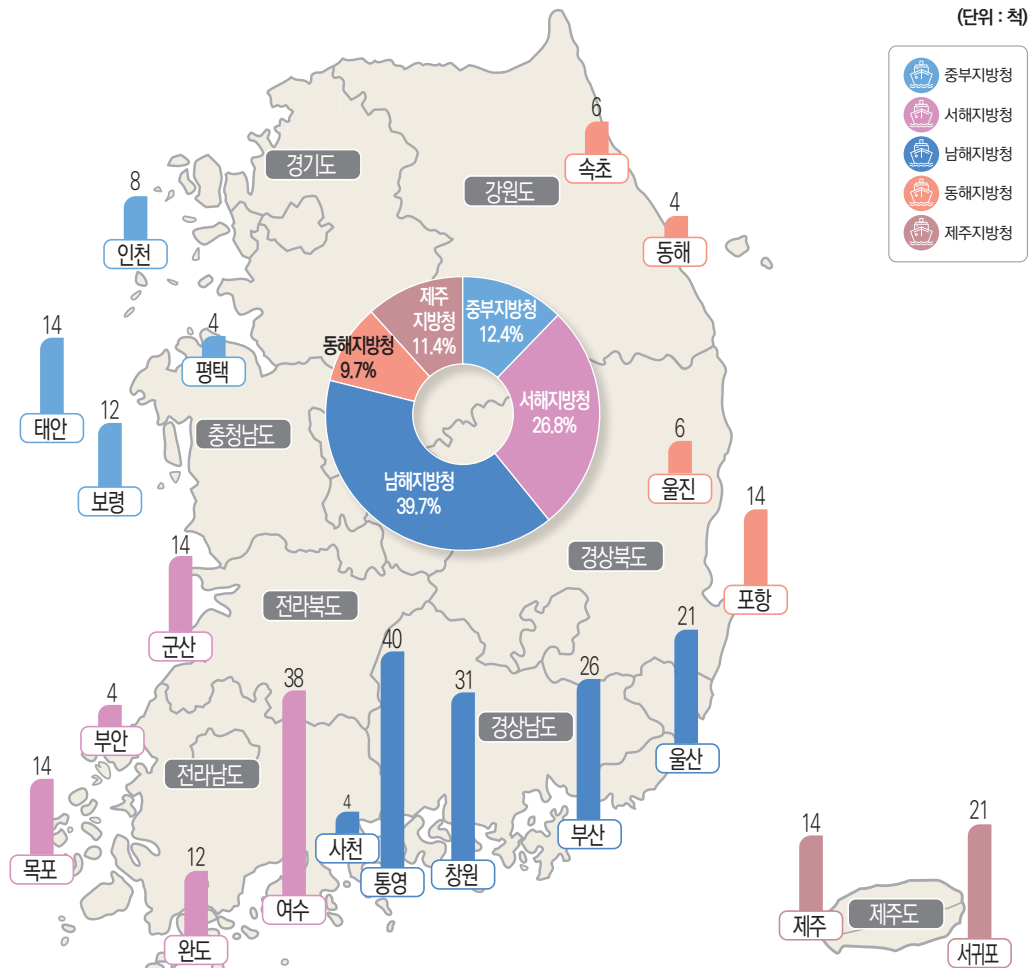 (단위 : 척)
중부지방청
서해지방청
남해지방청
동해지방청
제주지방청
경기도
강원도
6
속초
4
동해
8
인천
14
태안
4
평택
12
보령
충청남도
제주
지방청
11.4%
중부지방청
12.4%
동해지방청
9.7%
서해지방청
26.8%
남해지방청
39.7%
6
울진
14
포항
경상북도
14
군산
전라북도
4
부안
38
여수
40
통영
31
창원
26
부산
21
울산
경상남도
전라남도
14
목포
12
완도
4
사천
14
제주
제주도
21
서귀포